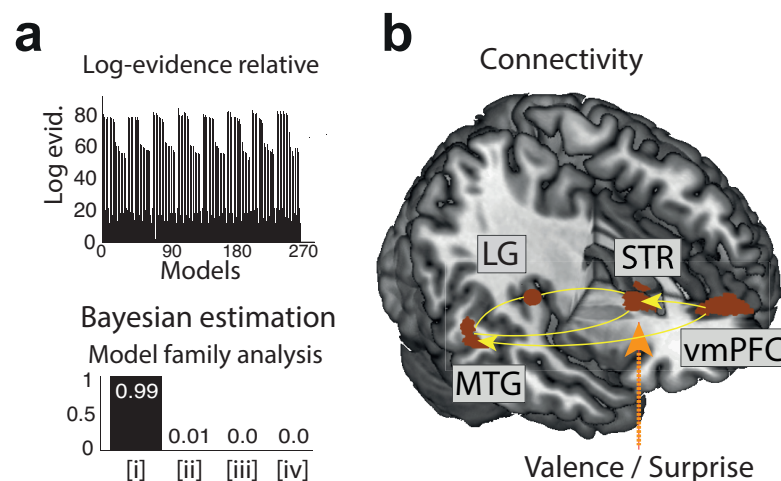 a
Log-evidence relative
Log evid.
80
60
40
20
0
0 90 180 270
Models
Bayesian estimation
Model family analysis
1
0.5
0
0.99 0.01 0.0 0.0
[i] [ii] [iii] [iv]
b
Connectivity
LG
STR
MTG
vmPFC
Valence / Surprise